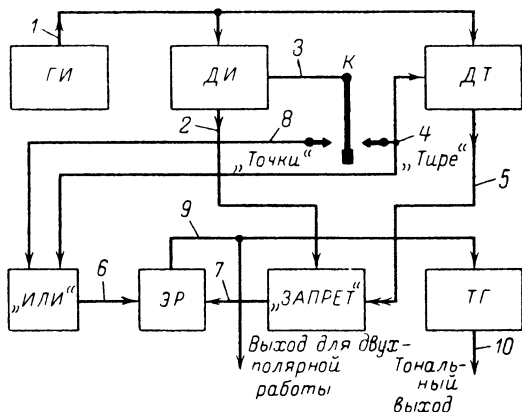 1
ГИ
ДИ
3
К
ДТ
2
8
„Точки“
4
„Тире“
5
9
„ИЛИ“
6
ЭР
7
„ЗАПРЕТ“
ТГ
Выход для двух-
полярной
работы
10
Тональ-
ный
выход